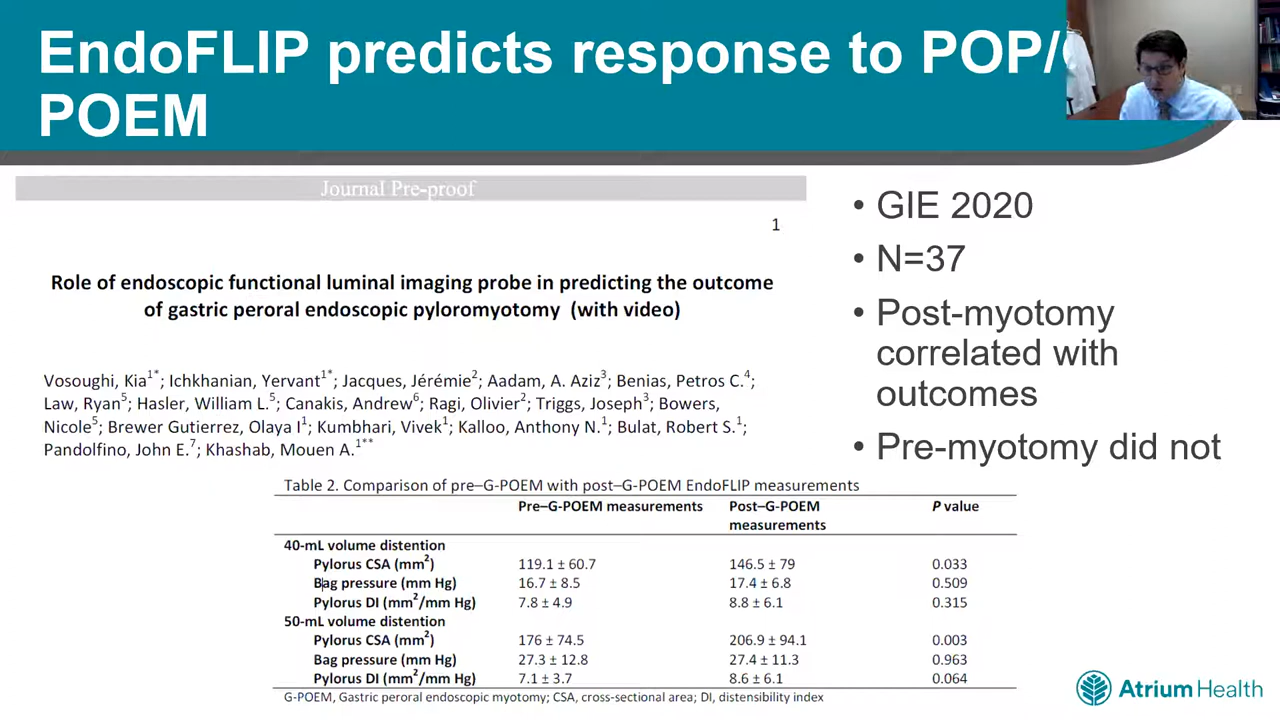 EndoFLIP predicts response to POP/
POEM
Journal Pre-proof
1
Role of endoscopic functional luminal imaging probe in predicting the outcome
of gastric peroral endoscopic pyloromyotomy (with video)
Vosoughi, Kia1*; Ichkhanian, Yervant1*; Jacques, Jérémie2; Aadam, A. Aziz3; Benias, Petros C.4;
Law, Ryan5; Hasler, William L.5; Canakis, Andrew6; Ragi, Olivier2; Triggs, Joseph3; Bowers,
Nicole5; Brewer Gutierrez, Olaya I1; Kumbhari, Vivek1; Kalloo, Anthony N.1; Bulat, Robert S.1;
Pandolfino, John E.7; Khashab, Mouen A.1**
• GIE 2020
• N=37
• Post-myotomy
correlated with
outcomes
• Pre-myotomy did not
Table 2. Comparison of pre–G-POEM with post–G-POEM EndoFLIP measurements
Pre–G-POEM measurements Post–G-POEM measurements P value
40-mL volume distention
Pylorus CSA (mm2) 119.1 ± 60.7 146.5 ± 79 0.033
Bag pressure (mm Hg) 16.7 ± 8.5 17.4 ± 6.8 0.509
Pylorus DI (mm2/mm Hg) 7.8 ± 4.9 8.8 ± 6.1 0.315
50-mL volume distention
Pylorus CSA (mm2) 176 ± 74.5 206.9 ± 94.1 0.003
Bag pressure (mm Hg) 27.3 ± 12.8 27.4 ± 11.3 0.963
Pylorus DI (mm2/mm Hg) 7.1 ± 3.7 8.6 ± 6.1 0.064
G-POEM, Gastric peroral endoscopic myotomy; CSA, cross-sectional area; DI, distensibility index
Atrium Health